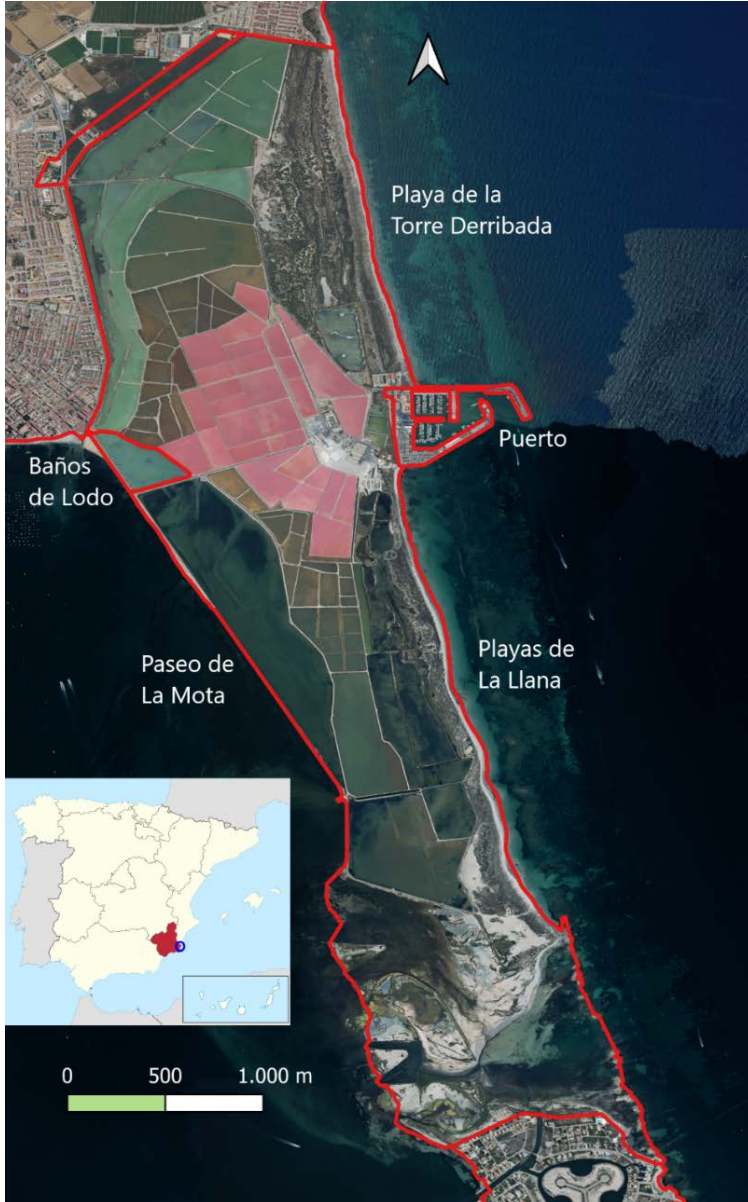 Playa de la
Torre Derribada
Puerto
Baños
de Lodo
Playas de
La Llana
Paseo de
La Mota
0 500 1.000 m